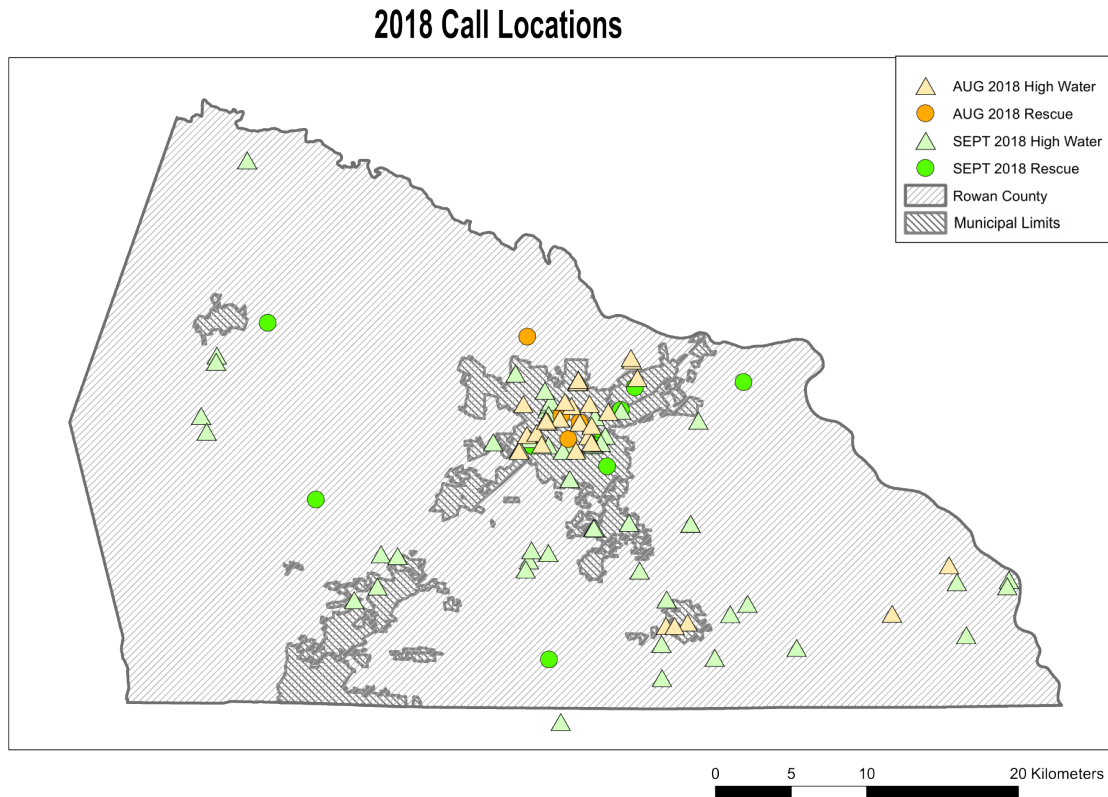 2018 Call Locations
AUG 2018 High Water
AUG 2018 Rescue
SEPT 2018 High Water
SEPT 2018 Rescue
Rowan County
Municipal Limits
0 5 10 20 Kilometers